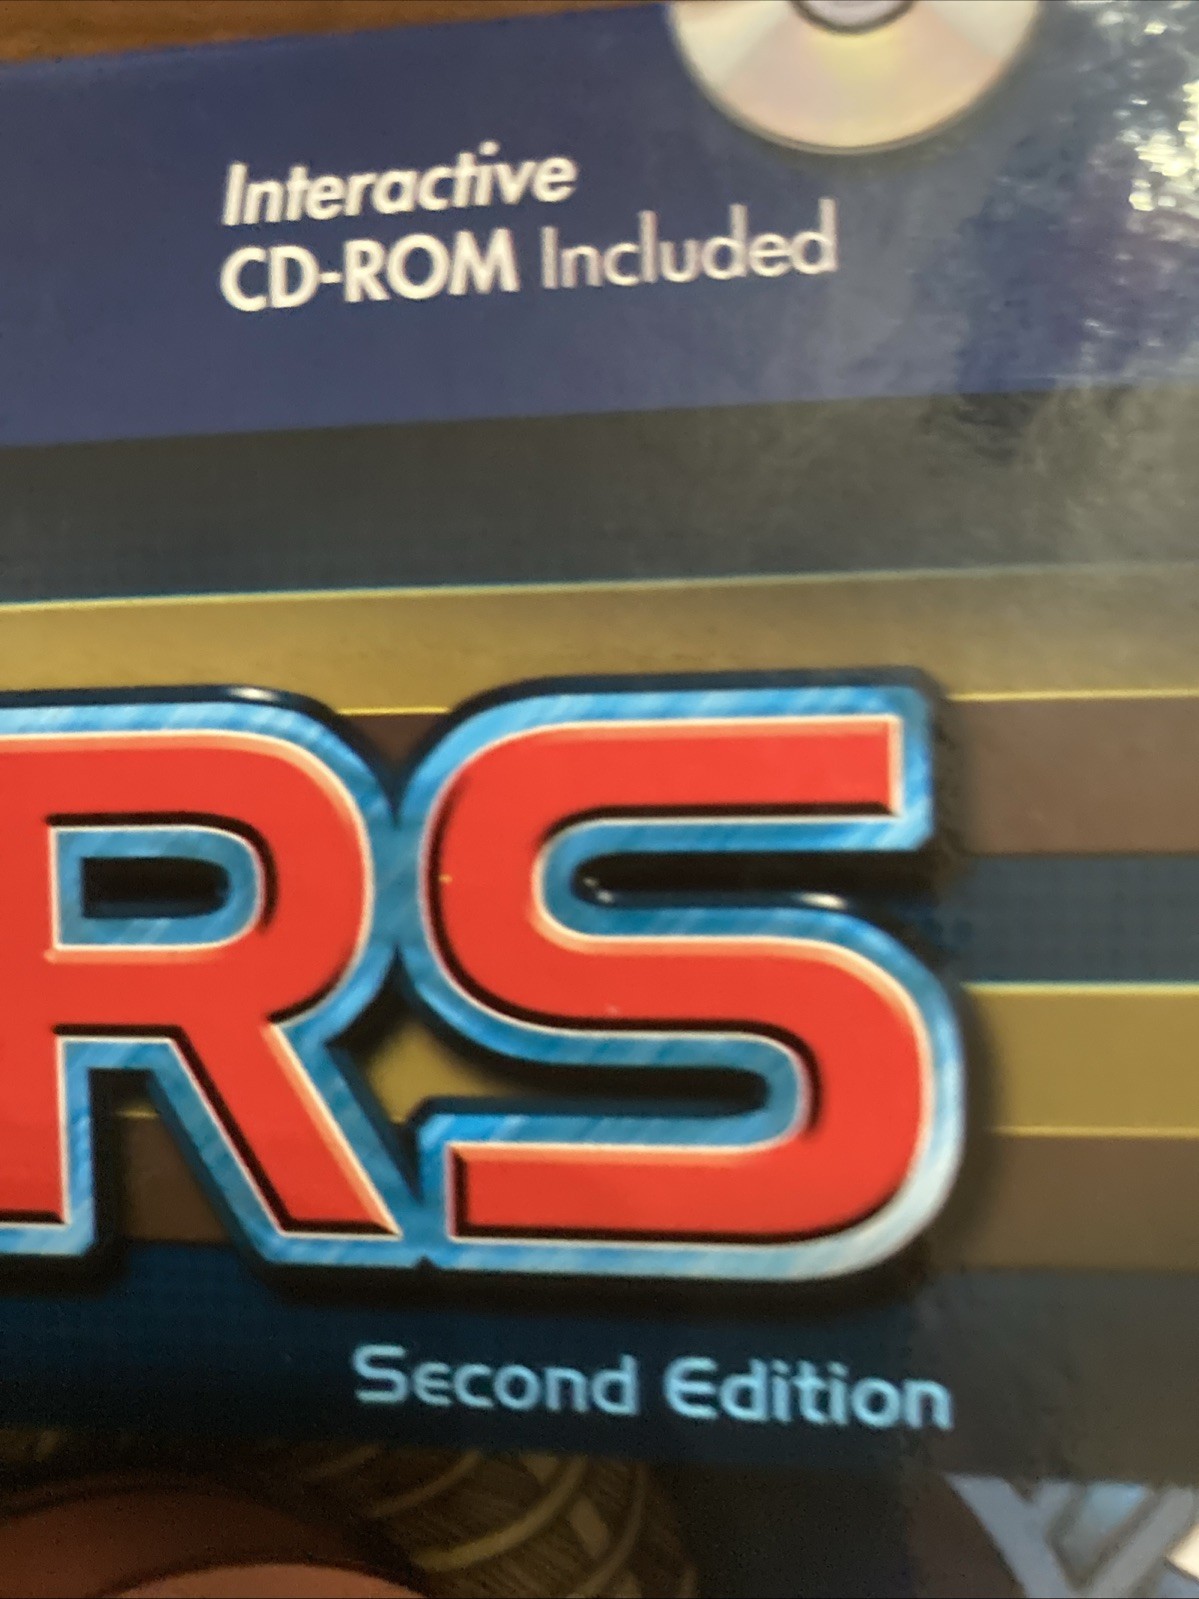 Interactive
CD-ROM Included
RS
Second Edition